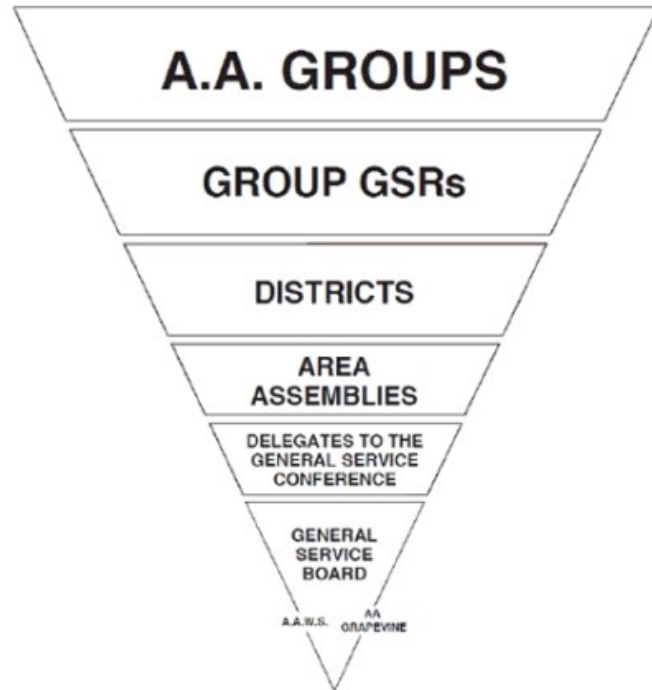 A.A. GROUPS
GROUP GSRs
DISTRICTS
AREA
ASSEMBLIES
DELEGATES TO THE
GENERAL SERVICE
CONFERENCE
GENERAL
SERVICE
BOARD
A.A.W.S.
AA
GRAPEVINE